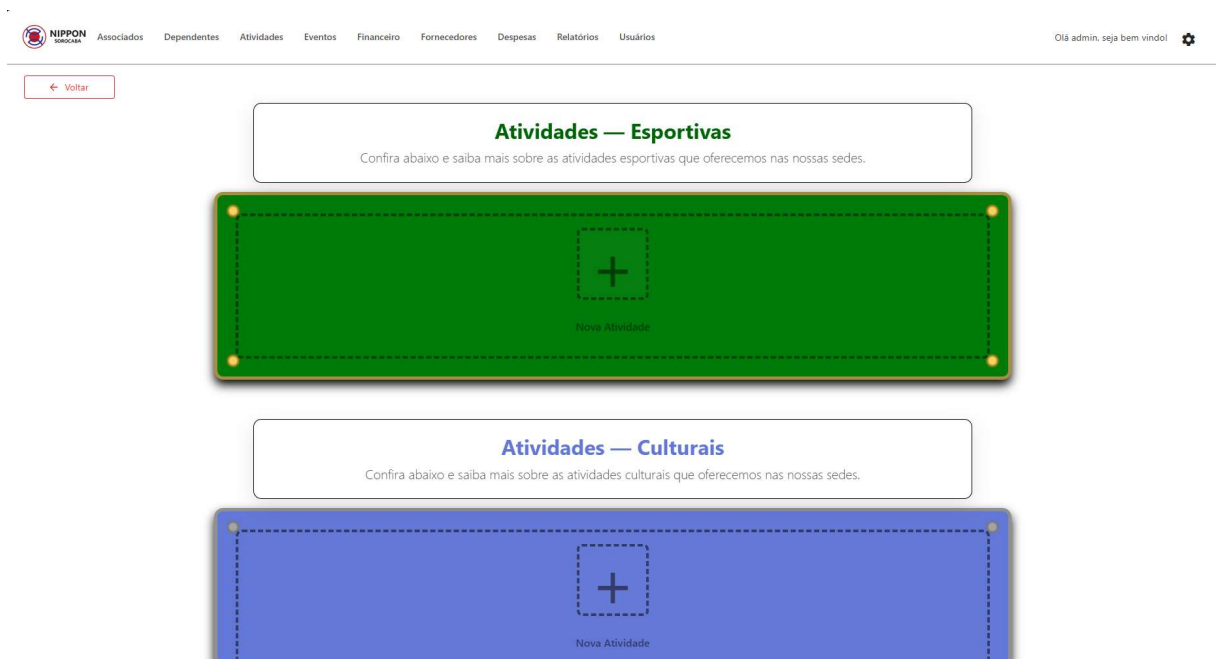 NIPPON
SOROCABA
Associados Dependentes Atividades Eventos Financeiro Fornecedores Despesas Relatórios Usuários
Olá admin, seja bem vindo!
← Voltar
Atividades — Esportivas
Confira abaixo e saiba mais sobre as atividades esportivas que oferecemos nas nossas sedes.
Nova Atividade
Atividades — Culturais
Confira abaixo e saiba mais sobre as atividades culturais que oferecemos nas nossas sedes.
Nova Atividade